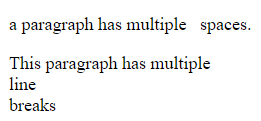 a paragraph has multiple   spaces.
This paragraph has multiple
line
breaks